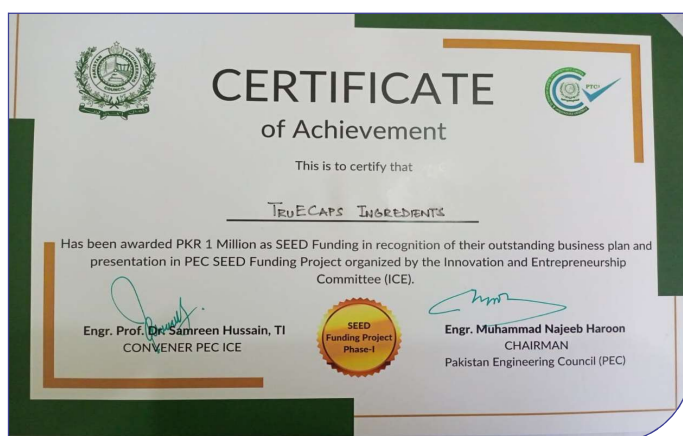 CERTIFICATE
of Achievement
This is to certify that
TRUECAPS INGREDIENTS
Has been awarded PKR 1 Million as SEED Funding in recognition of their outstanding business plan and
presentation in PEC SEED Funding Project organized by the Innovation and Entrepreneurship
Committee (ICE).
Engr. Prof. Dr. Samreen Hussain, TI
CONVENER PEC ICE
SEED
Funding Project
Phase-I
Engr. Muhammad Najeeb Haroon
CHAIRMAN
Pakistan Engineering Council (PEC)